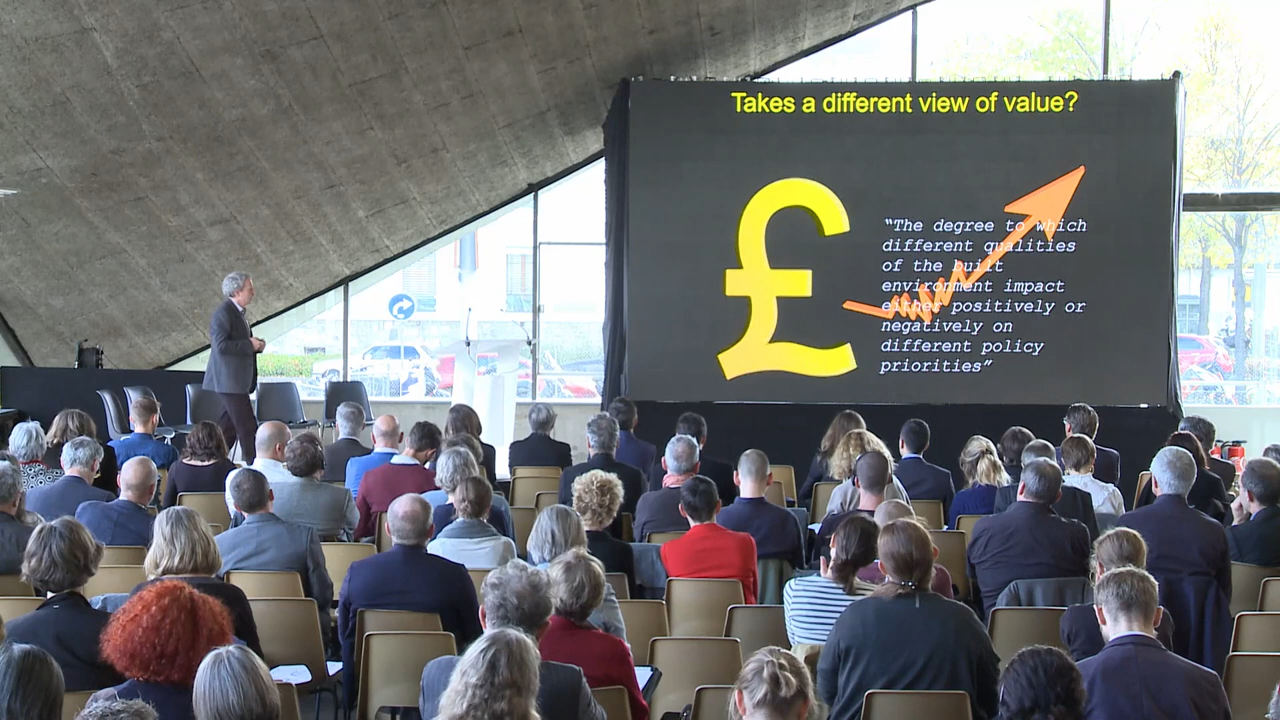 Takes a different view of value?
£
“The degree to which
different qualities
of the built
environment impact
either positively or
negatively on
different policy
priorities”